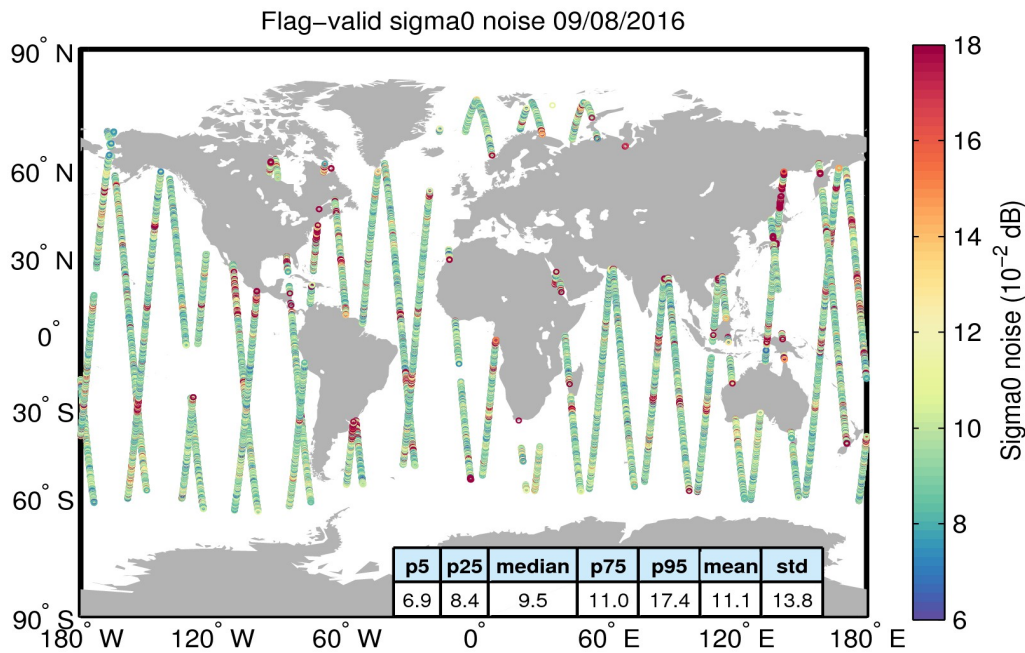 Flag−valid sigma0 noise 09/08/2016
90° N
60° N
30° N
0°
30° S
60° S
90° S
180° W 120° W 60° W 0° 60° E 120° E 180° E
p5 p25 median p75 p95 mean std
6.9 8.4 9.5 11.0 17.4 11.1 13.8
18
16
14
12
10
8
6
Sigma0 noise (10⁻² dB)